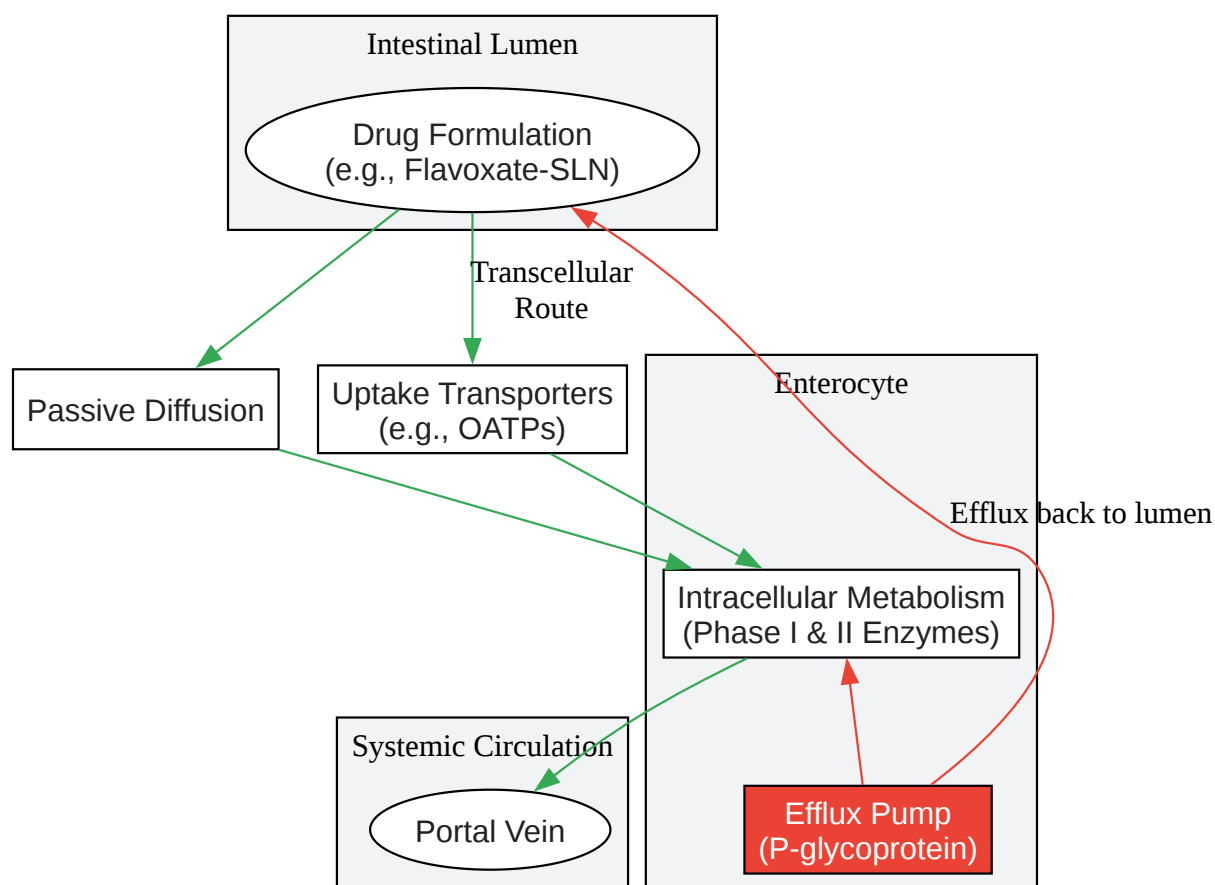 Intestinal Lumen
Drug Formulation
(e.g., Flavoxate-SLN)
Transcellular
Route
Passive Diffusion
Uptake Transporters
(e.g., OATPs)
Enterocyte
Efflux back to lumen
Intracellular Metabolism
(Phase I & II Enzymes)
Systemic Circulation
Portal Vein
Efflux Pump
(P-glycoprotein)